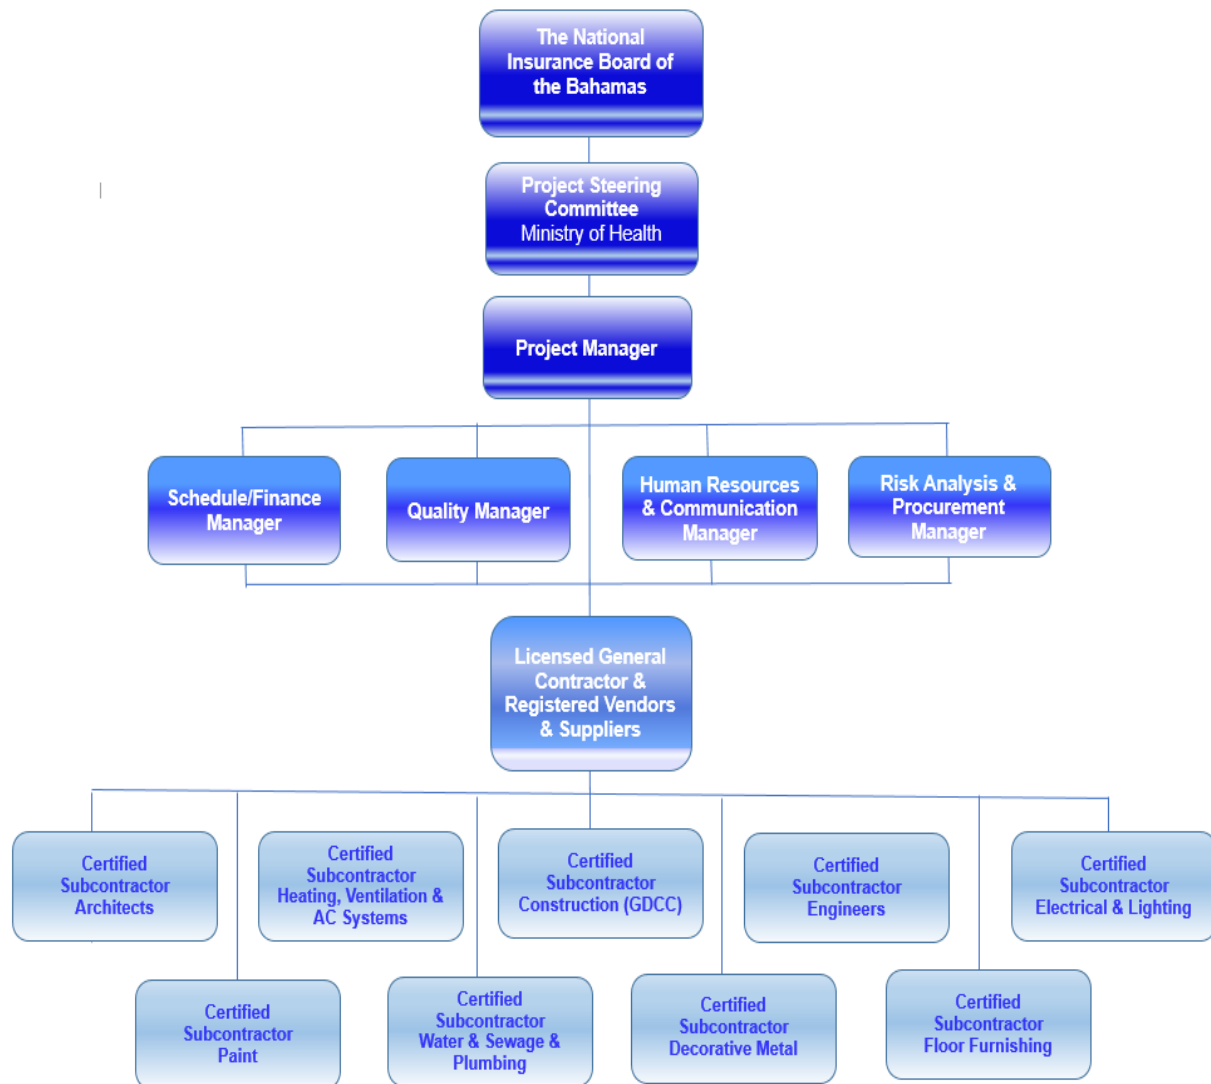 The National
Insurance Board of
the Bahamas
Project Steering
Committee
Ministry of Health
Project Manager
Schedule/Finance
Manager
Quality Manager
Human Resources
& Communication
Manager
Risk Analysis &
Procurement
Manager
Licensed General
Contractor &
Registered Vendors
& Suppliers
Certified
Subcontractor
Architects
Certified
Subcontractor
Heating, Ventilation &
AC Systems
Certified
Subcontractor
Construction (GDCC)
Certified
Subcontractor
Engineers
Certified
Subcontractor
Electrical & Lighting
Certified
Subcontractor
Paint
Certified
Subcontractor
Water & Sewage &
Plumbing
Certified
Subcontractor
Decorative Metal
Certified
Subcontractor
Floor Furnishing